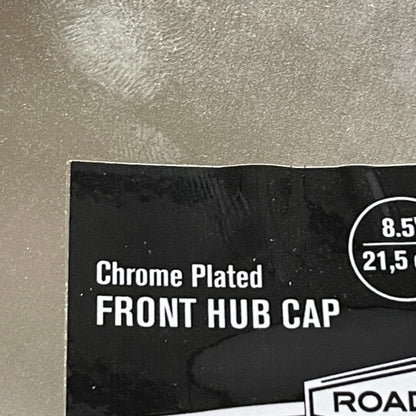 8.5"
21,5
Chrome Plated
FRONT HUB CAP
ROAD